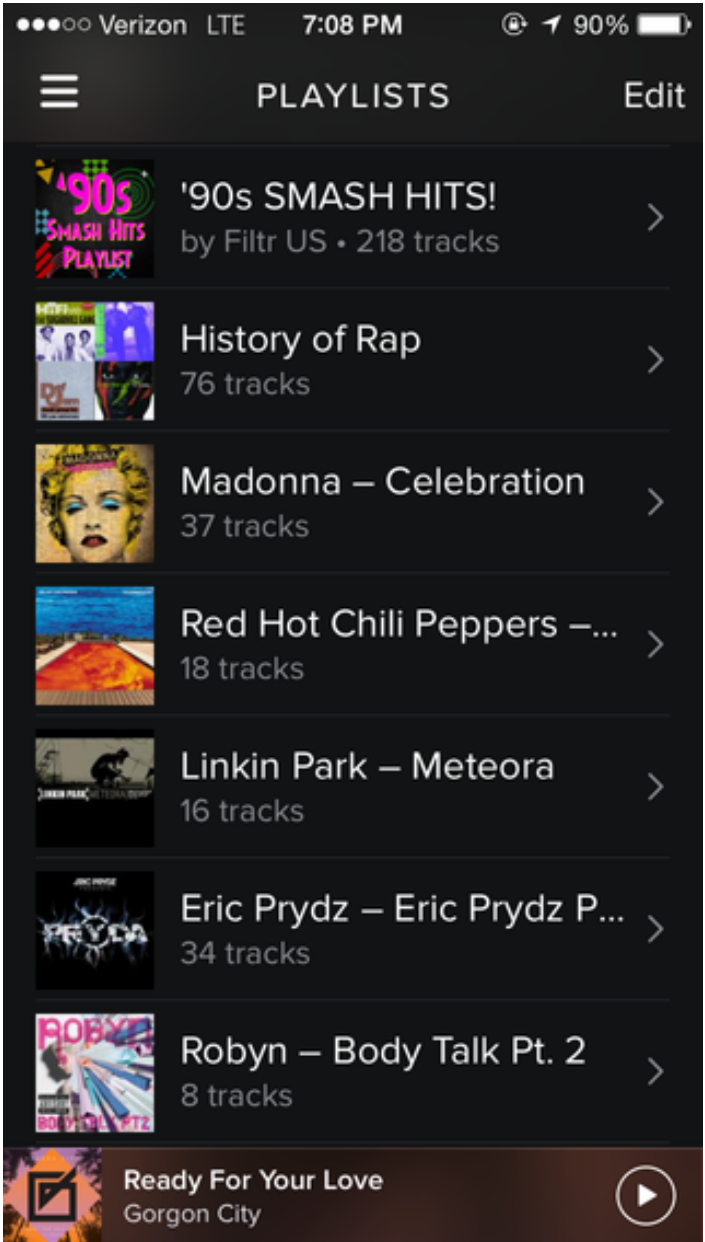 Verizon LTE 7:08 PM 90%
PLAYLISTS
Edit
'90s
SMASH HITS
PLAYLIST
'90s SMASH HITS!
by Filtr US • 218 tracks
History of Rap
76 tracks
MADONNA
Madonna – Celebration
37 tracks
Red Hot Chili Peppers –...
18 tracks
LINKIN PARK METEORA
Linkin Park – Meteora
16 tracks
ERIC PRYDZ
PRYDA
Eric Prydz – Eric Prydz P...
34 tracks
ROBYN
BODY TALK PT2
Robyn – Body Talk Pt. 2
8 tracks
Ready For Your Love
Gorgon City